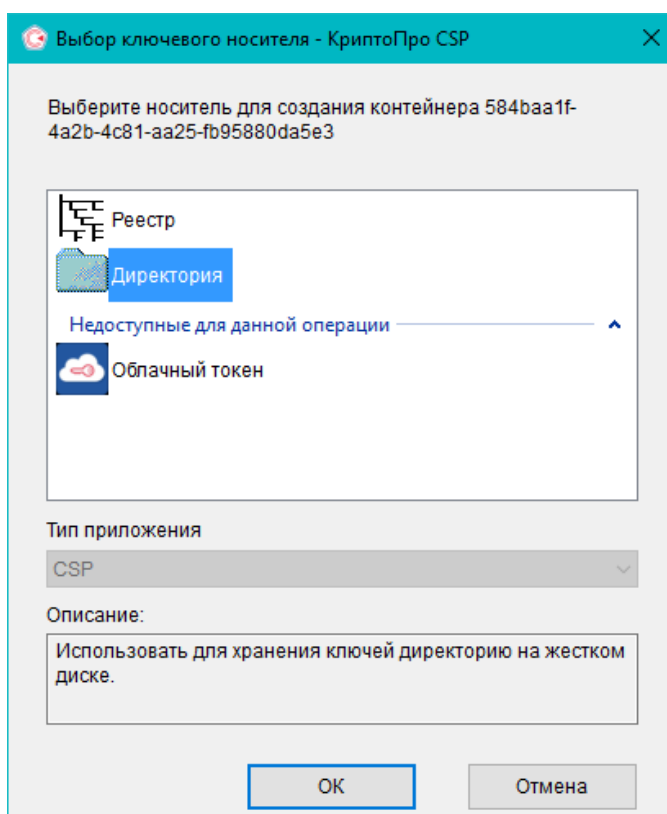 Выбор ключевого носителя - КриптоПро CSP
Выберите носитель для создания контейнера 584baa1f-
4a2b-4c81-aa25-fb95880da5e3
Реестр
Директория
Недоступные для данной операции
Облачный токен
Тип приложения
CSP
Описание:
Использовать для хранения ключей директорию на жестком
диске.
ОК
Отмена